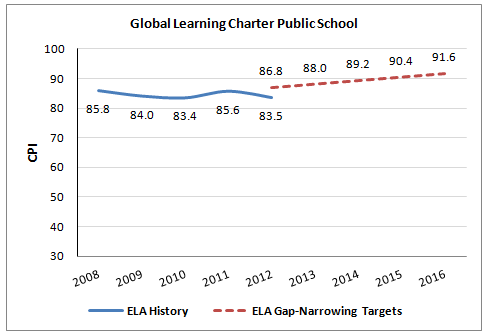 Global Learning Charter Public School
100
90
80
70
60
50
40
30
CPI
86.8 88.0 89.2 90.4 91.6
85.8 84.0 83.4 85.6 83.5
2008 2009 2010 2011 2012 2013 2014 2015 2016
ELA History ELA Gap-Narrowing Targets